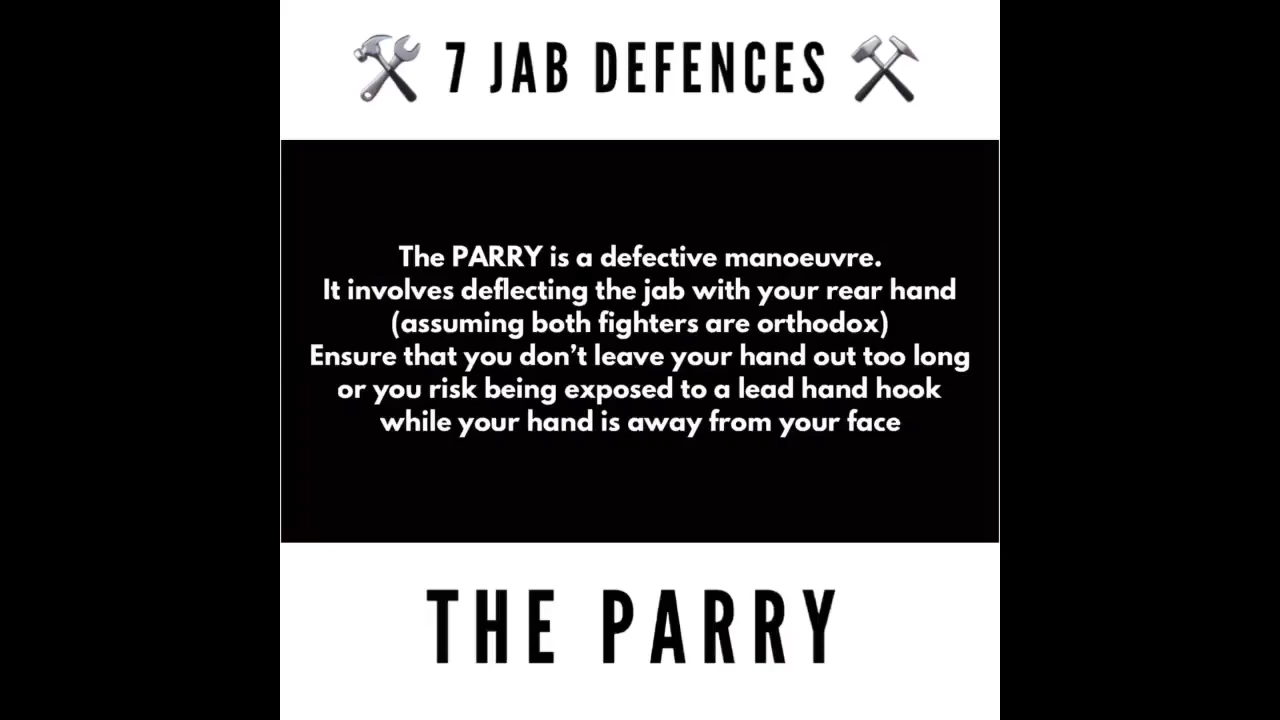 7 JAB DEFENCES
The PARRY is a defective manoeuvre.
It involves deflecting the jab with your rear hand
(assuming both fighters are orthodox)
Ensure that you don’t leave your hand out too long
or you risk being exposed to a lead hand hook
while your hand is away from your face
THE PARRY